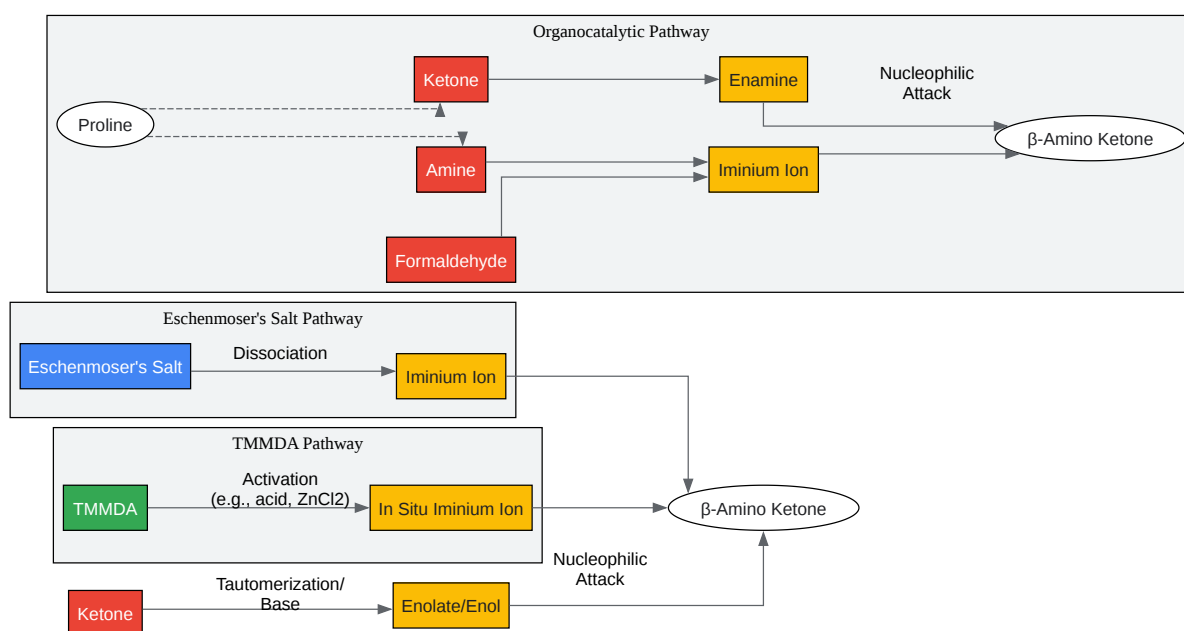 Organocatalytic Pathway
Ketone
Enamine
Nucleophilic
Attack
Proline
β-Amino Ketone
Amine
Iminium Ion
Formaldehyde
Eschenmoser's Salt Pathway
Eschenmoser's Salt
Dissociation
Iminium Ion
TMMDA Pathway
TMMDA
Activation
(e.g., acid, ZnCl2)
In Situ Iminium Ion
β-Amino Ketone
Nucleophilic
Attack
Ketone
Tautomerization/
Base
Enolate/Enol